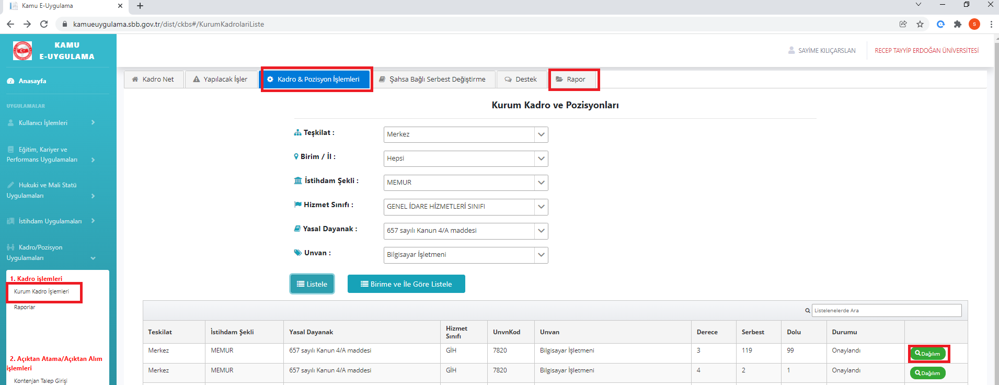 Kamu E-Uygulama
kamueuygulama.sbb.gov.tr/dist/ckbs#/KurumKadrolariListe
S
KAMU
E-UYGULAMA
Anasayfa
UYGULAMALAR
Kullanıcı İşlemleri
Eğitim, Kariyer ve
Performans Uygulamaları
Hukuki ve Mali Statü
Uygulamaları
İstihdam Uygulamaları
Kadro/Pozisyon
Uygulamaları
1. Kadro işlemleri
Kurum Kadro İşlemleri
Raporlar
2. Açıktan Atama/Açıktan Alım
işlemleri
Kontenjan Talep Girişi
SAYİME KILIÇARSLAN
RECEP TAYYİP ERDOĞAN ÜNİVERSİTESİ
Kadro Net
Yapılacak İşler
Kadro & Pozisyon İşlemleri
Şahsa Bağlı Serbest Değiştirme
Destek
Rapor
Kurum Kadro ve Pozisyonları
Teşkilat : Merkez
Birim / İl : Hepsi
İstihdam Şekli : MEMUR
Hizmet Sınıfı : GENEL İDARE HİZMETLERİ SINIFI
Yasal Dayanak : 657 sayılı Kanun 4/A maddesi
Unvan : Bilgisayar İşletmeni
Listele
Birime ve İle Göre Listele
Listelenelerde Ara
Teskilat İstihdam Şekli Yasal Dayanak Hizmet Sınıfı UnvnKod Unvan Derece Serbest Dolu Durumu
Merkez MEMUR 657 sayılı Kanun 4/A maddesi GİH 7820 Bilgisayar İşletmeni 3 119 99 Onaylandı Dağılım
Merkez MEMUR 657 sayılı Kanun 4/A maddesi GİH 7820 Bilgisayar İşletmeni 4 2 1 Onaylandı Dağılım